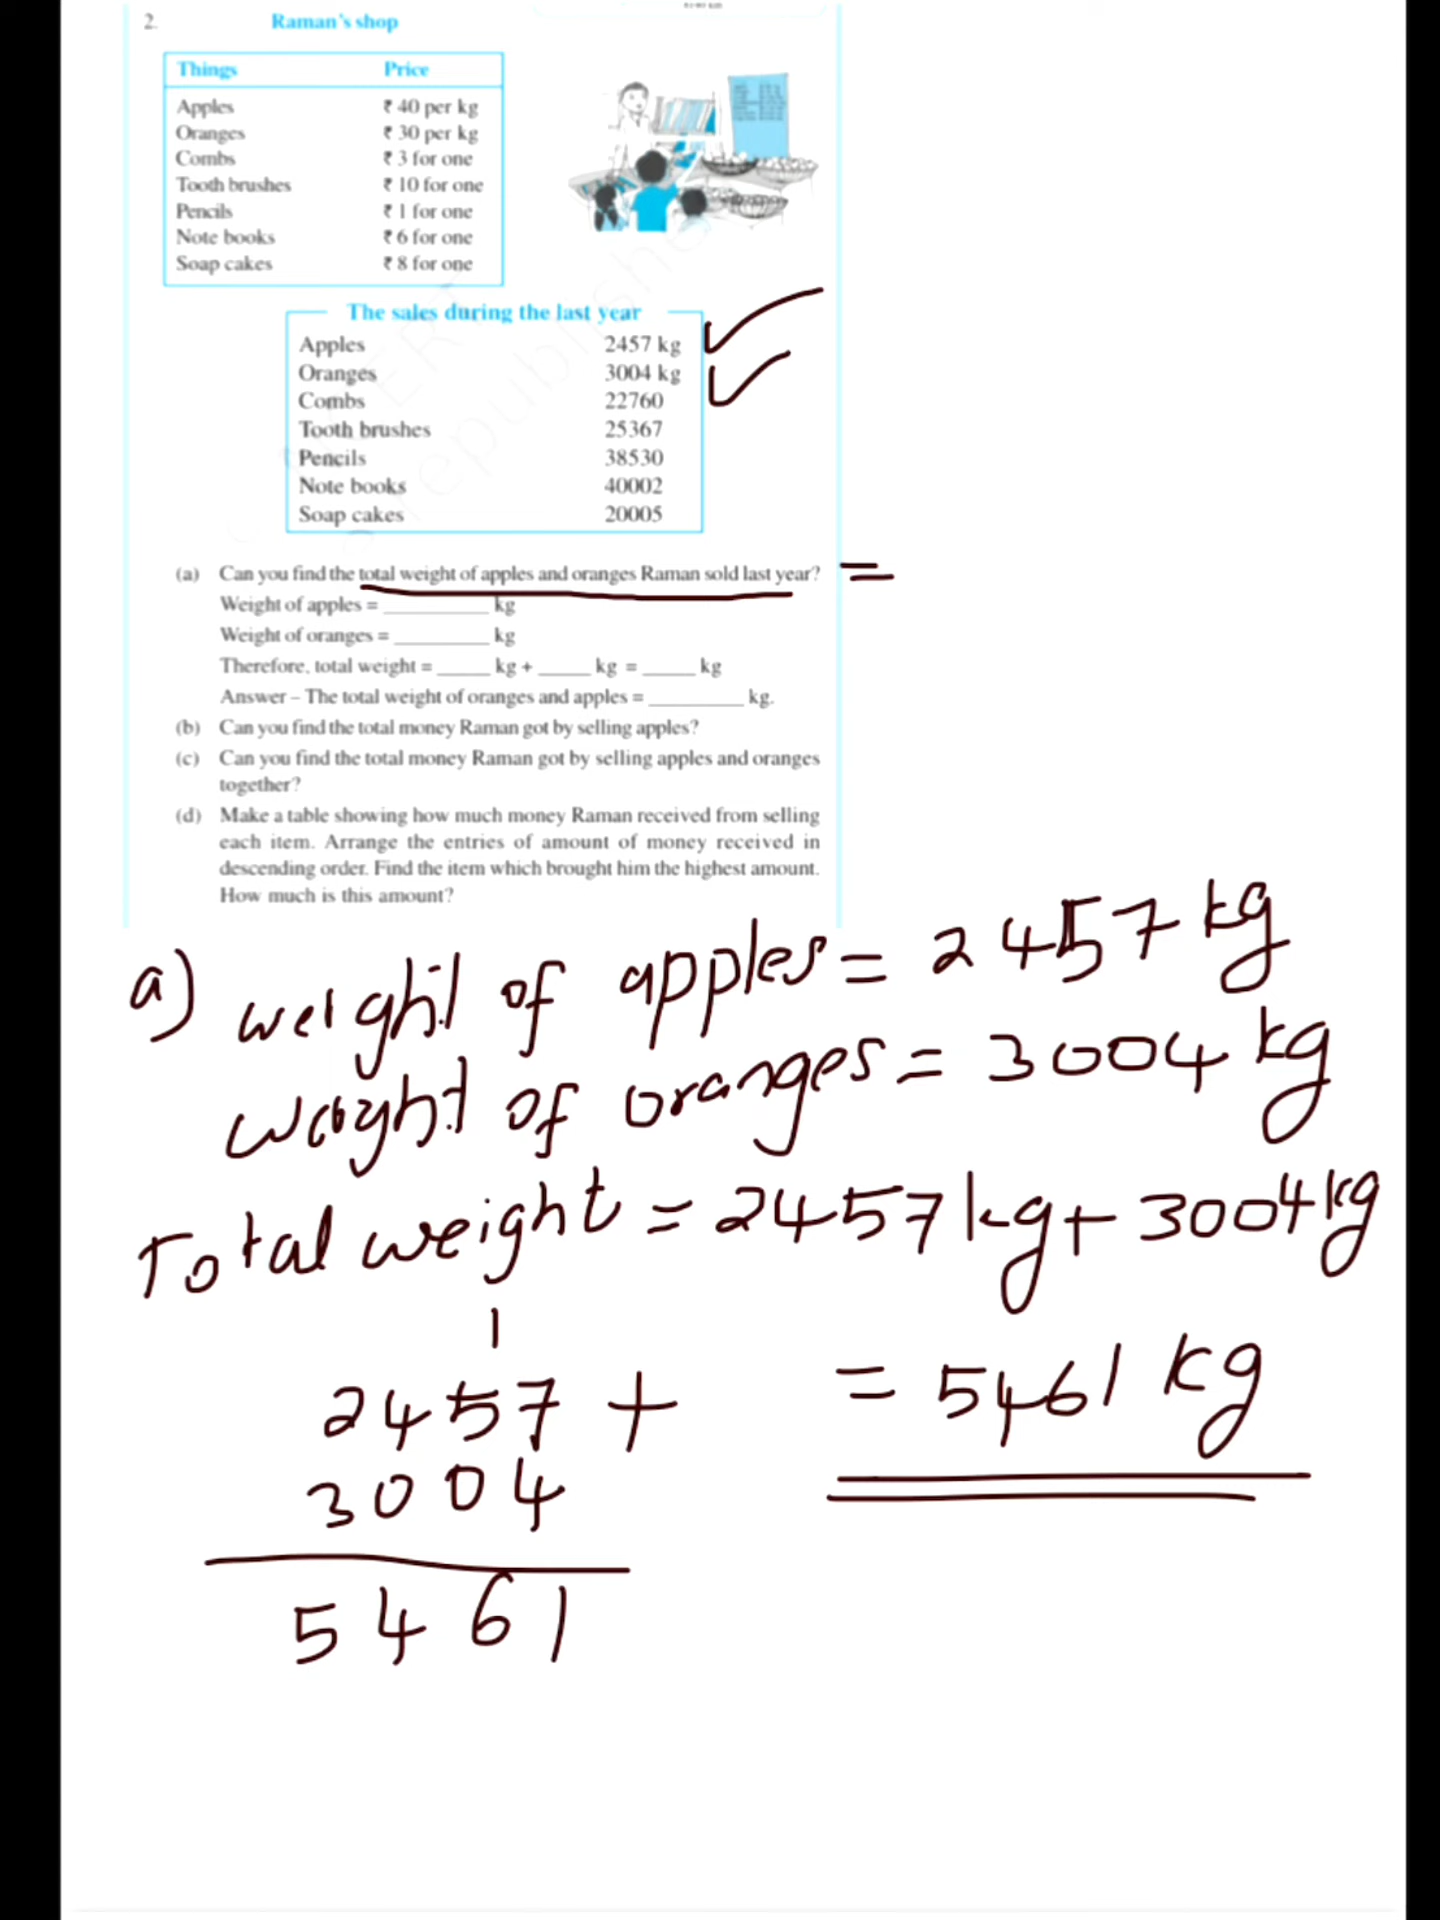 2. Raman's shop
Things Price
Apples ₹ 40 per kg
Oranges ₹ 30 per kg
Combs ₹ 3 for one
Tooth brushes ₹ 10 for one
Pencils ₹ 1 for one
Note books ₹ 6 for one
Soap cakes ₹ 8 for one
The sales during the last year
Apples 2457 kg
Oranges 3004 kg
Combs 22760
Tooth brushes 25367
Pencils 38530
Note books 40002
Soap cakes 20005
(a) Can you find the total weight of apples and oranges Raman sold last year? =
Weight of apples = __________ kg
Weight of oranges = _________ kg
Therefore, total weight = _____ kg + _____ kg = _____ kg
Answer – The total weight of oranges and apples = _________ kg.
(b) Can you find the total money Raman got by selling apples?
(c) Can you find the total money Raman got by selling apples and oranges
together?
(d) Make a table showing how much money Raman received from selling
each item. Arrange the entries of amount of money received in
descending order. Find the item which brought him the highest amount.
How much is this amount?
a) weight of apples = 2457 kg
weight of oranges = 3004 kg
Total weight = 2457 kg + 3004 kg
1
2457 + = 5461 kg
3004
5461